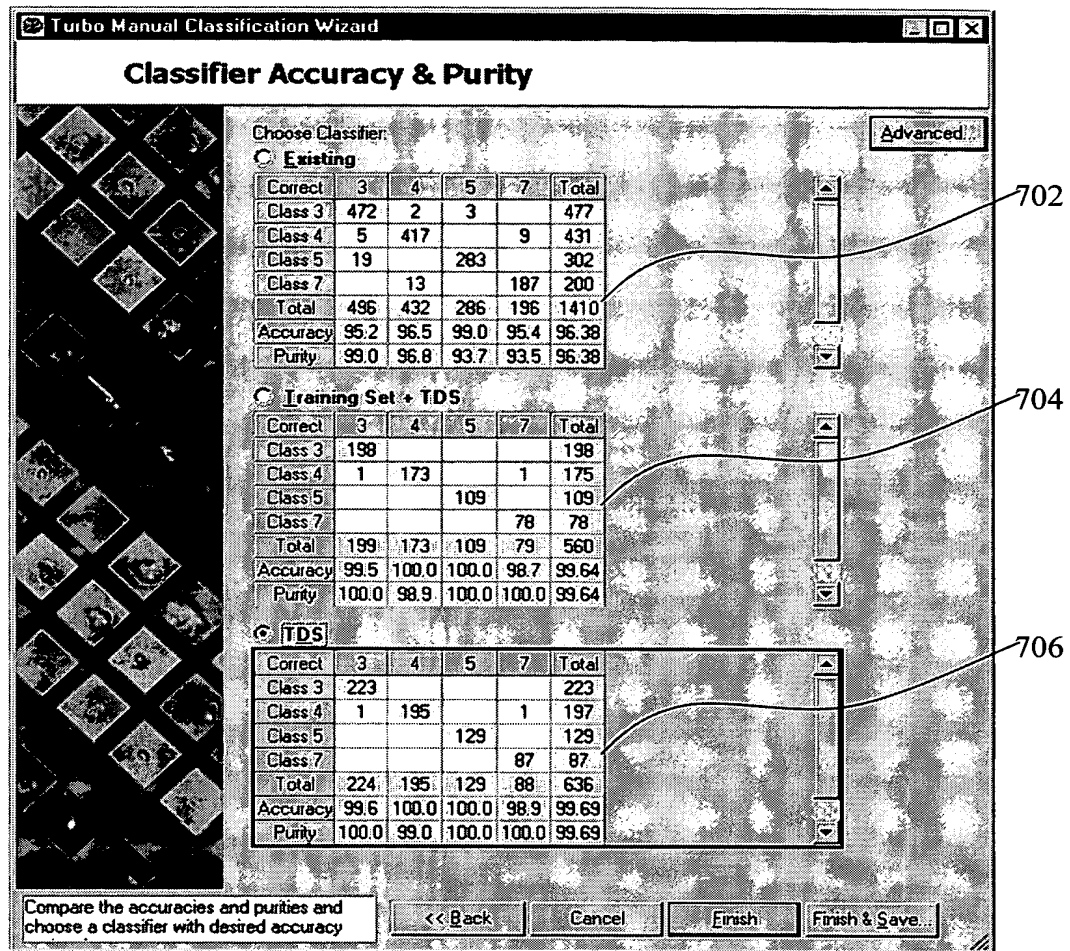 Turbo Manual Classification Wizard
Classifier Accuracy & Purity
Choose Classifier:
Advanced...
Existing
Correct 3 4 5 7 Total
Class 3 472 2 3 477
Class 4 5 417 9 431
Class 5 19 283 302
Class 7 13 187 200
Total 496 432 286 196 1410
Accuracy 95.2 96.5 99.0 95.4 96.38
Purity 99.0 96.8 93.7 93.5 96.38
702
Training Set + TDS
Correct 3 4 5 7 Total
Class 3 198 198
Class 4 1 173 1 175
Class 5 109 109
Class 7 78 78
Total 199 173 109 79 560
Accuracy 99.5 100.0 100.0 98.7 99.64
Purity 100.0 98.9 100.0 100.0 99.64
704
TDS
Correct 3 4 5 7 Total
Class 3 223 223
Class 4 1 195 1 197
Class 5 129 129
Class 7 87 87
Total 224 195 129 88 636
Accuracy 99.6 100.0 100.0 98.9 99.69
Purity 100.0 99.0 100.0 100.0 99.69
706
Compare the accuracies and purities and
choose a classifier with desired accuracy
<< Back Cancel Finish Finish & Save...